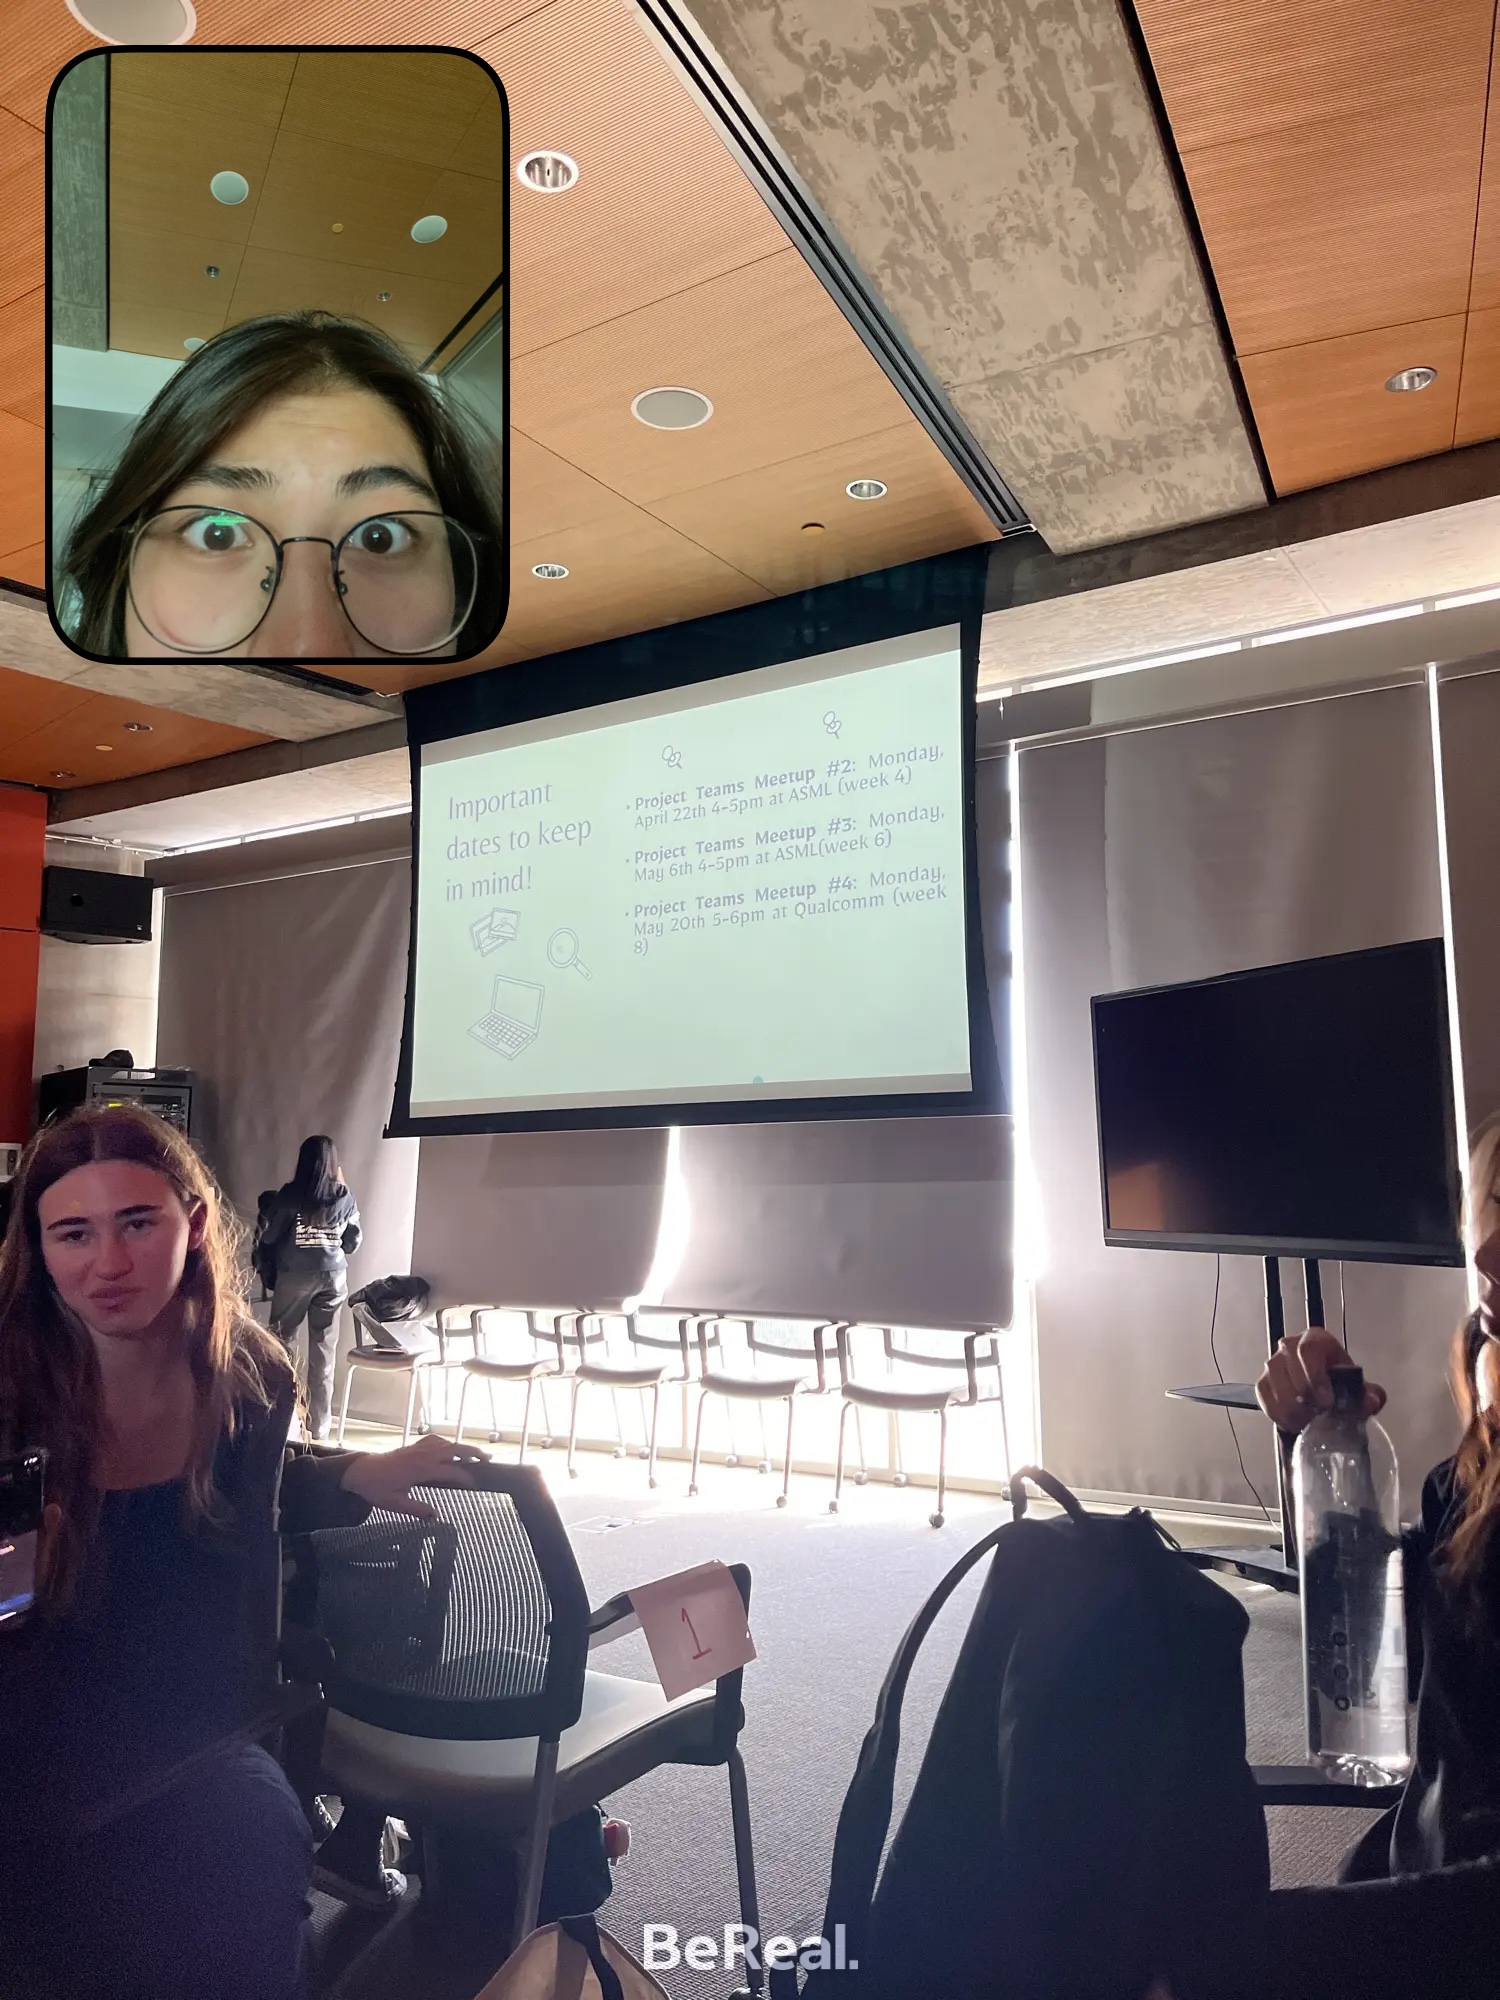 Important
dates to keep
in mind!
• Project Teams Meetup #2: Monday,
April 22th 4-5pm at ASML (week 4)
• Project Teams Meetup #3: Monday,
May 6th 4-5pm at ASML(week 6)
• Project Teams Meetup #4: Monday,
May 20th 5-6pm at Qualcomm (week
8)
1
BeReal.